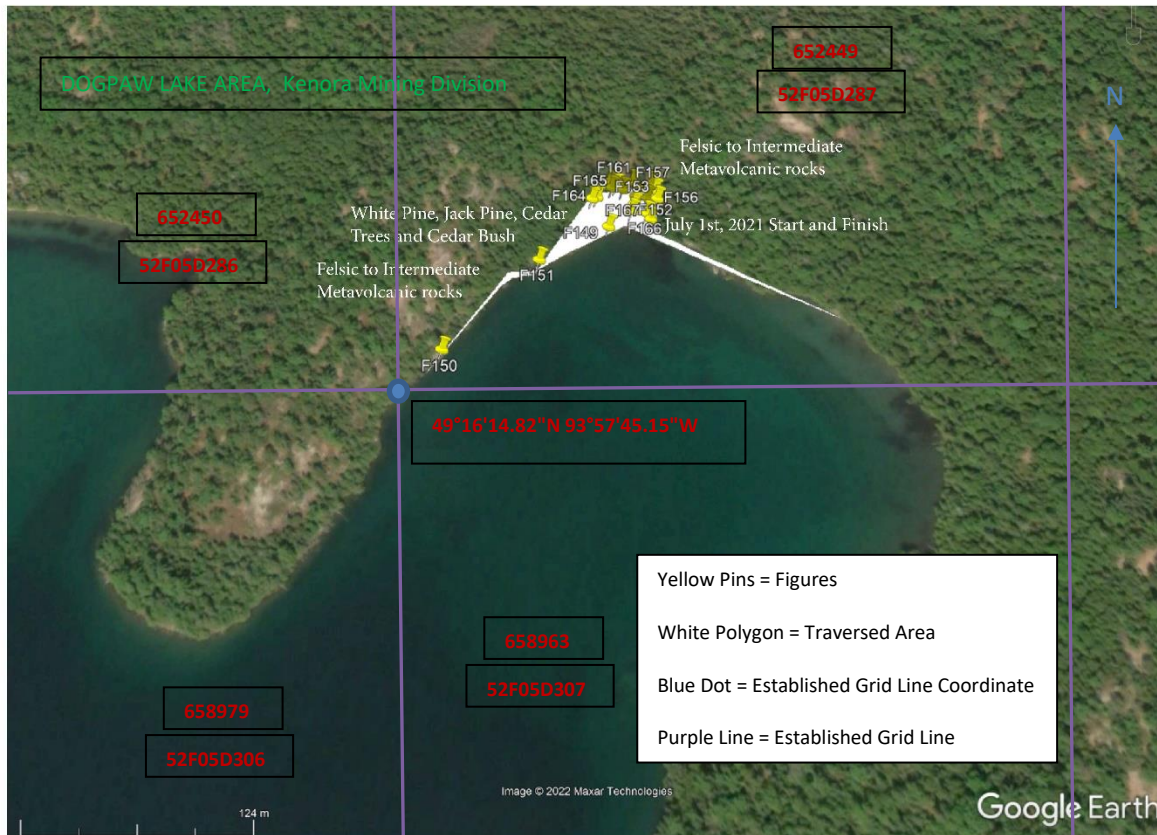 652449
DOGPAW LAKE AREA, Kenora Mining Division
52F05D287
N
Felsic to Intermediate
Metavolcanic rocks
F161
F157
F165
F153
F164
F156
652450
White Pine, Jack Pine, Cedar
Trees and Cedar Bush
F167
F152
F149
F166
July 1st, 2021 Start and Finish
52F05D286
Felsic to Intermediate
Metavolcanic rocks
F151
F150
49°16'14.82"N 93°57'45.15"W
Yellow Pins = Figures
White Polygon = Traversed Area
Blue Dot = Established Grid Line Coordinate
Purple Line = Established Grid Line
658963
52F05D307
658979
52F05D306
Image © 2022 Maxar Technologies
124 m
Google Earth